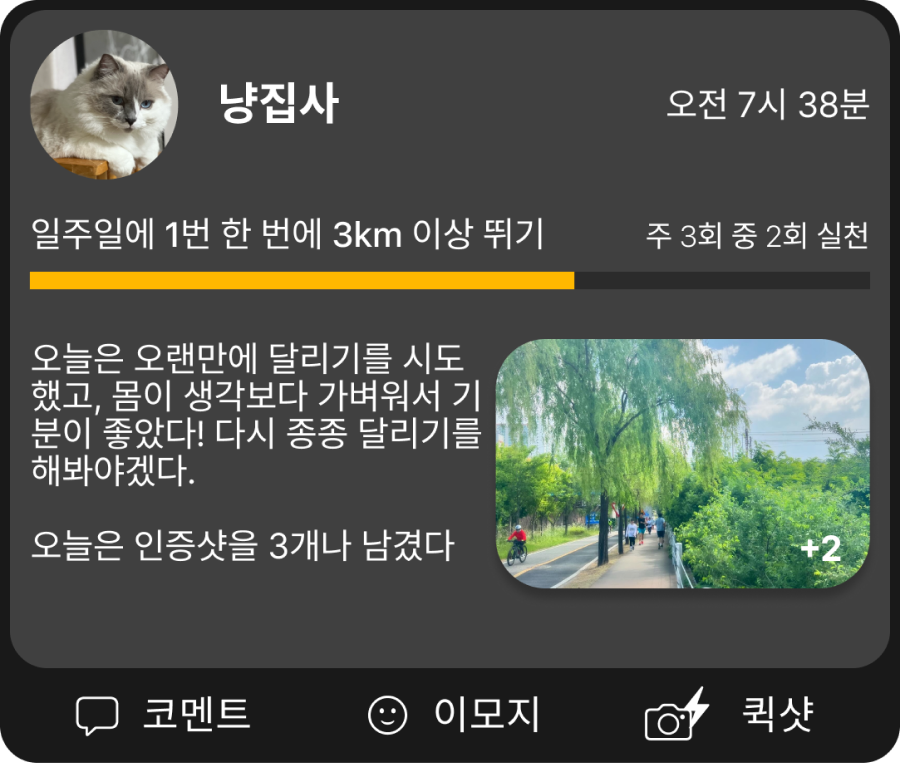 냥집사
오전 7시 38분
일주일에 1번 한 번에 3km 이상 뛰기
주 3회 중 2회 실천
오늘은 오랜만에 달리기를 시도
했고, 몸이 생각보다 가벼워서 기
분이 좋았다! 다시 종종 달리기를
해봐야겠다.
오늘은 인증샷을 3개나 남겼다
+2
코멘트
이모지
퀵샷